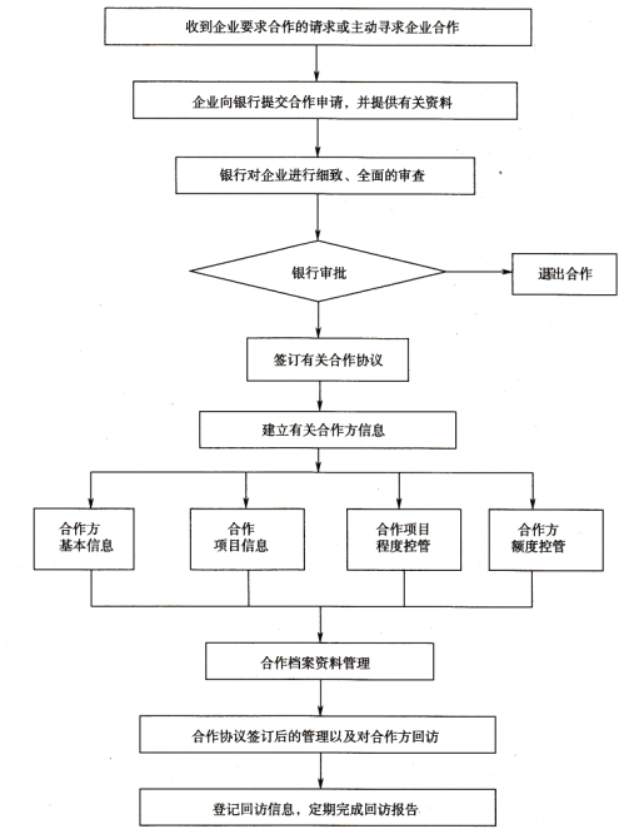 收到企业要求合作的请求或主动寻求企业合作
企业向银行提交合作申请，并提供有关资料
银行对企业进行细致、全面的审查
银行审批
退出合作
签订有关合作协议
建立有关合作方信息
合作方
基本信息
合作
项目信息
合作项目
程度控管
合作方
额度控管
合作档案资料管理
合作协议签订后的管理以及对合作方回访
登记回访信息，定期完成回访报告